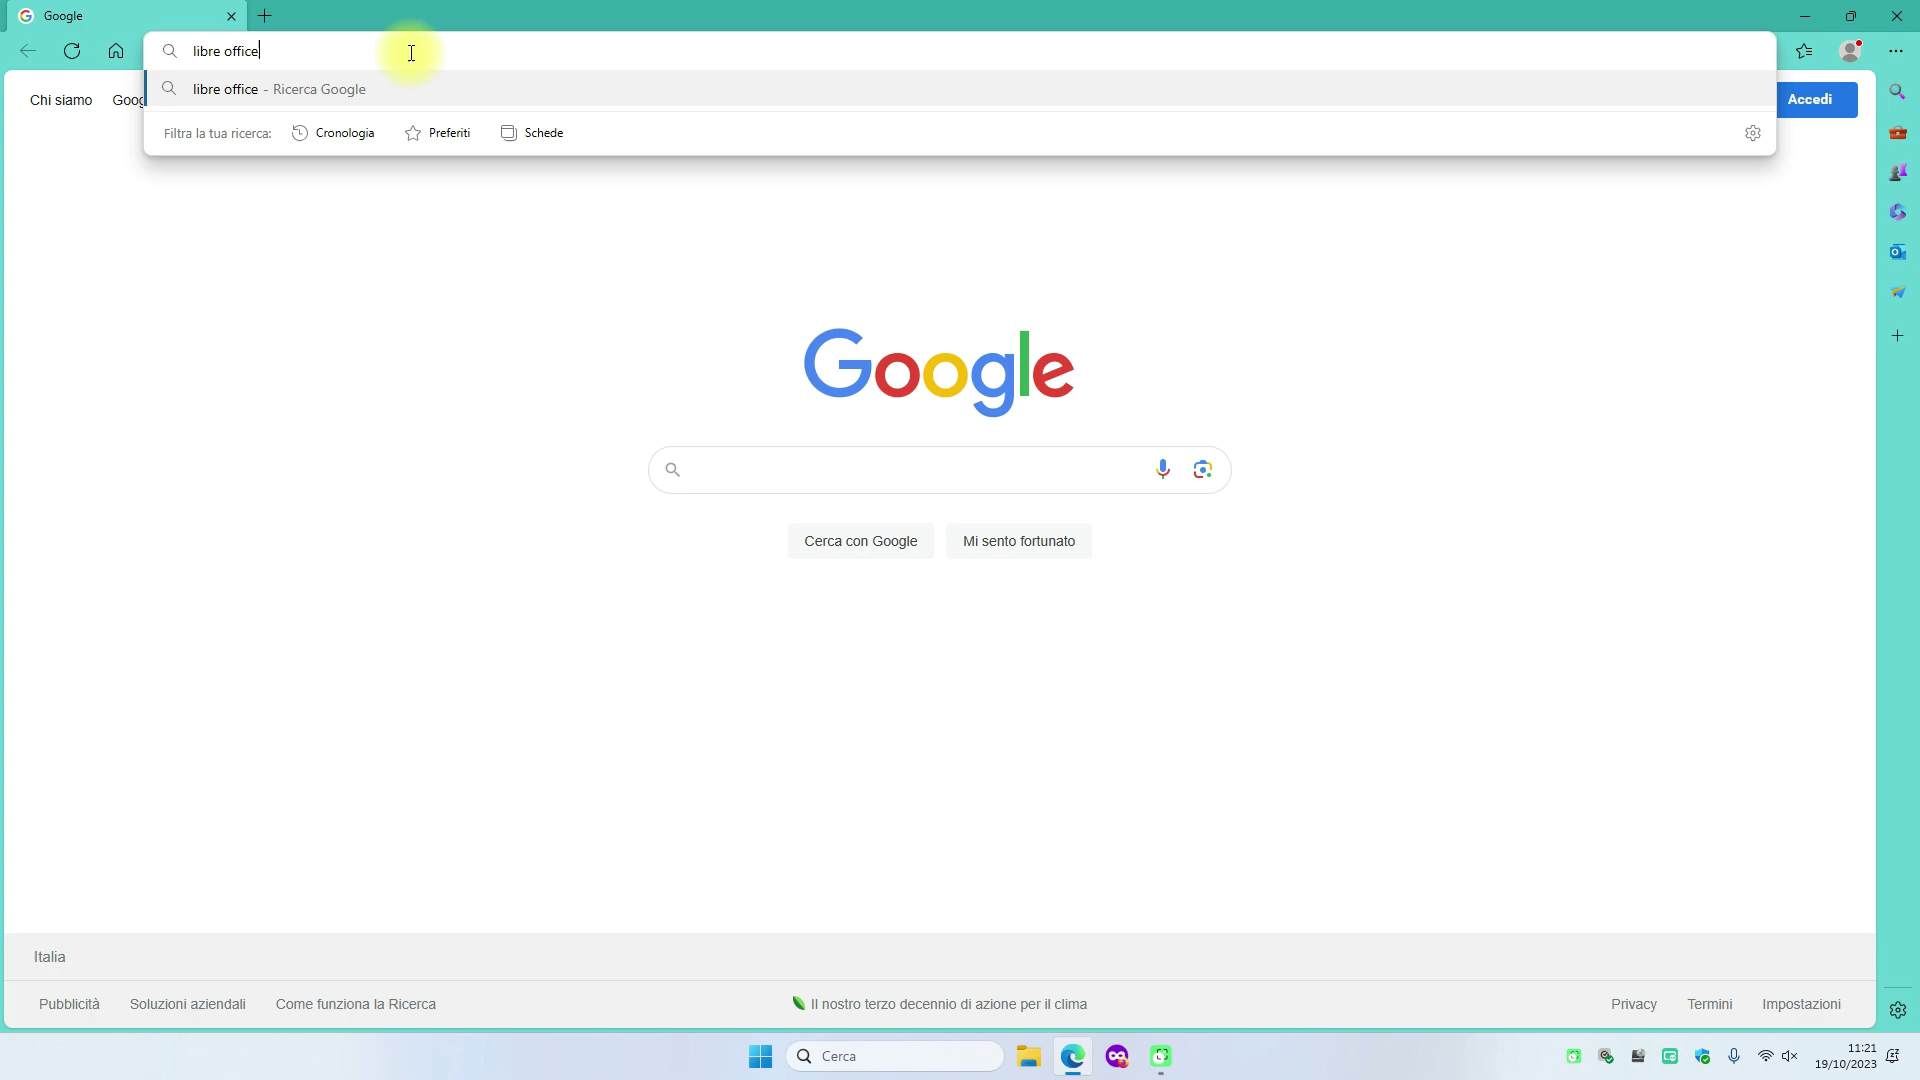 Google
libre office
libre office - Ricerca Google
Filtra la tua ricerca: Cronologia Preferiti Schede
Chi siamo Goog
Accedi
Google
Cerca con Google Mi sento fortunato
Italia
Pubblicità Soluzioni aziendali Come funziona la Ricerca Il nostro terzo decennio di azione per il clima Privacy Termini Impostazioni
Cerca
11:21
19/10/2023